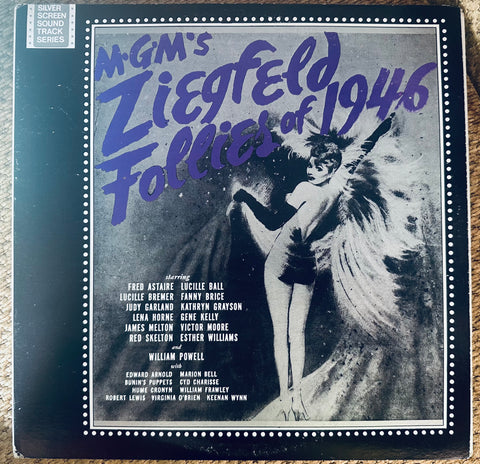 SILVER
SCREEN
SOUND
TRACK
SERIES
M·G·M's
Ziegfeld
Follies of 1946
starring
FRED ASTAIRE LUCILLE BALL
LUCILLE BREMER FANNY BRICE
JUDY GARLAND KATHRYN GRAYSON
LENA HORNE GENE KELLY
JAMES MELTON VICTOR MOORE
RED SKELTON ESTHER WILLIAMS
and
WILLIAM POWELL
with
EDWARD ARNOLD MARION BELL
BUNIN'S PUPPETS CYD CHARISSE
HUME CRONYN WILLIAM FRAWLEY
ROBERT LEWIS VIRGINIA O'BRIEN KEENAN WYNN